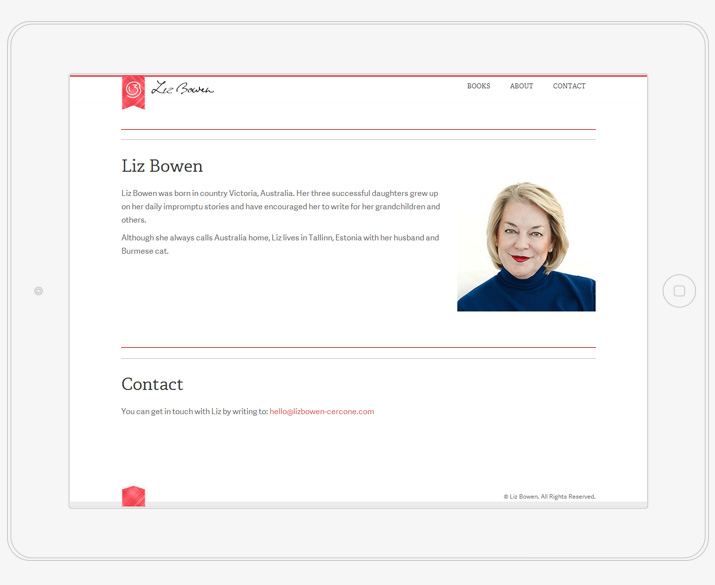 Liz Bowen
BOOKS ABOUT CONTACT
Liz Bowen
Liz Bowen was born in country Victoria, Australia. Her three successful daughters grew up
on her daily impromptu stories and have encouraged her to write for her grandchildren and
others.
Although she always calls Australia home, Liz lives in Tallinn, Estonia with her husband and
Burmese cat.
Contact
You can get in touch with Liz by writing to: hello@lizbowen-cercone.com
© Liz Bowen. All Rights Reserved.